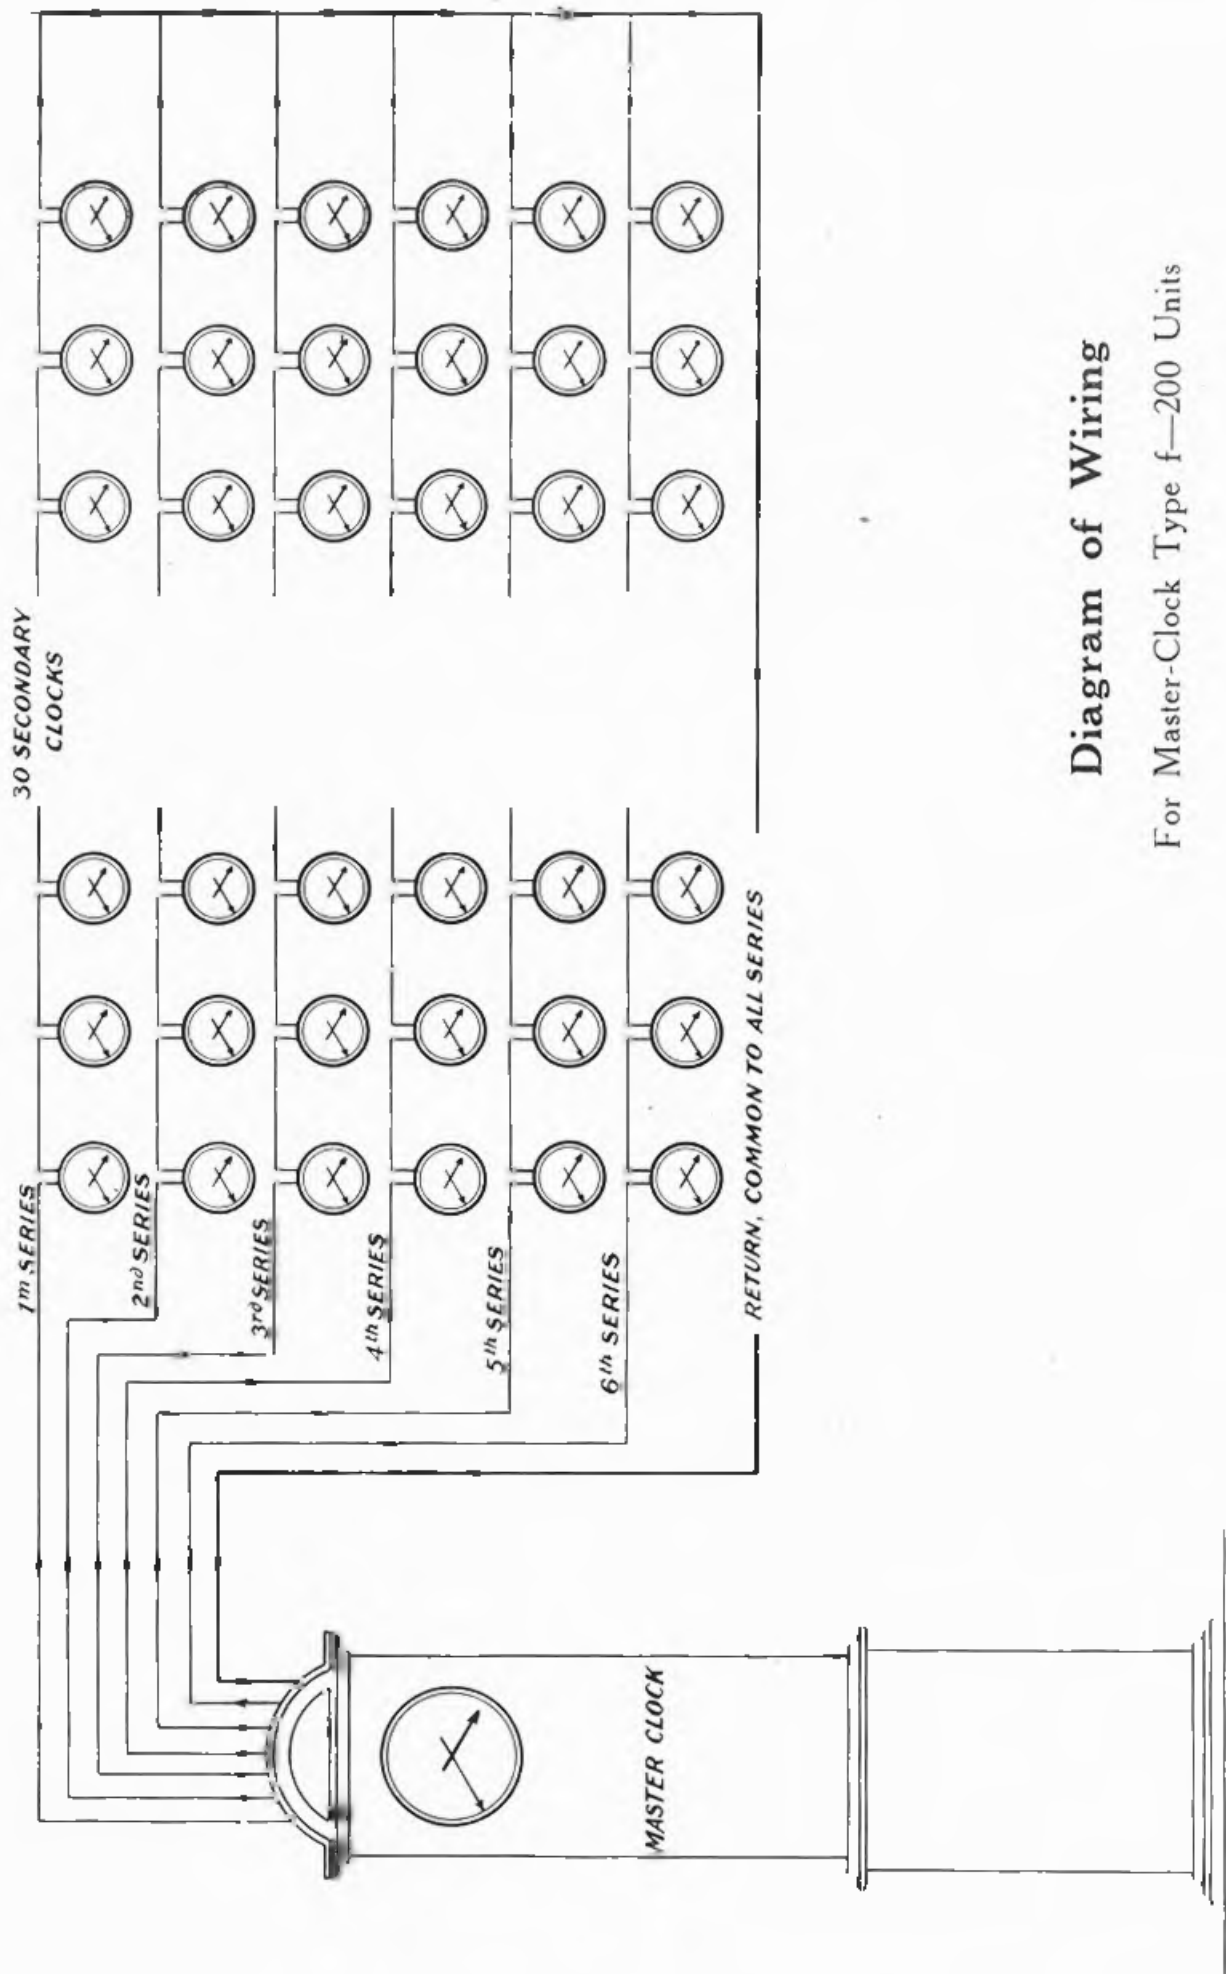 30 SECONDARY
CLOCKS
1m SERIES
2nd SERIES
3rd SERIES
4th SERIES
5th SERIES
6th SERIES
RETURN, COMMON TO ALL SERIES
MASTER CLOCK
Diagram of Wiring
For Master-Clock Type f—200 Units